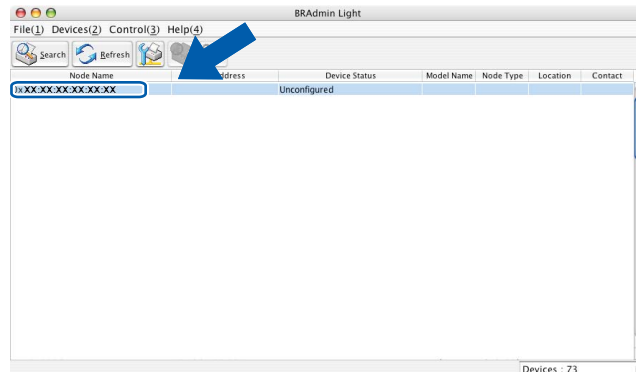 BRAdmin Light
File(1) Devices(2) Control(3) Help(4)
Search Refresh
Node Name Device Status Model Name Node Type Location Contact
XX:XX:XX:XX:XX:XX Unconfigured
Devices : 73